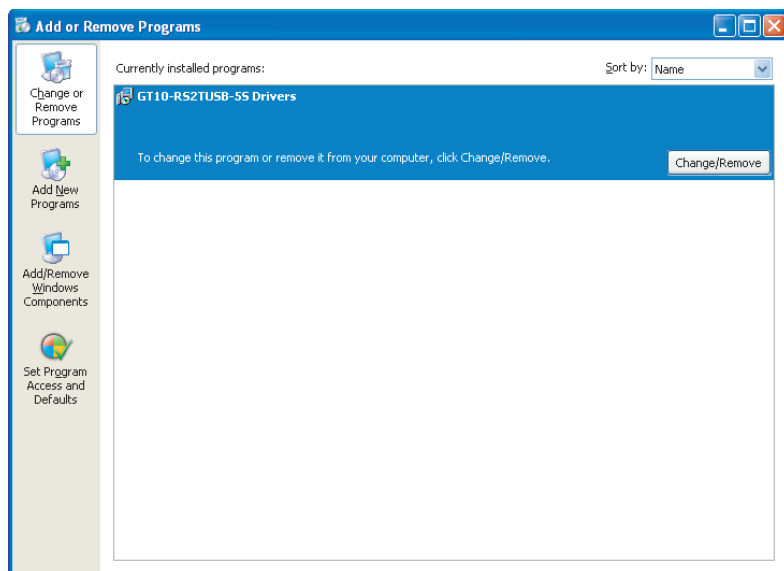 Add or Remove Programs
Change or
Remove
Programs
Currently installed programs:
Sort by:
Name
GT10-RS2TUSB-5S Drivers
To change this program or remove it from your computer, click Change/Remove.
Change/Remove
Add New
Programs
Add/Remove
Windows
Components
Set Program
Access and
Defaults